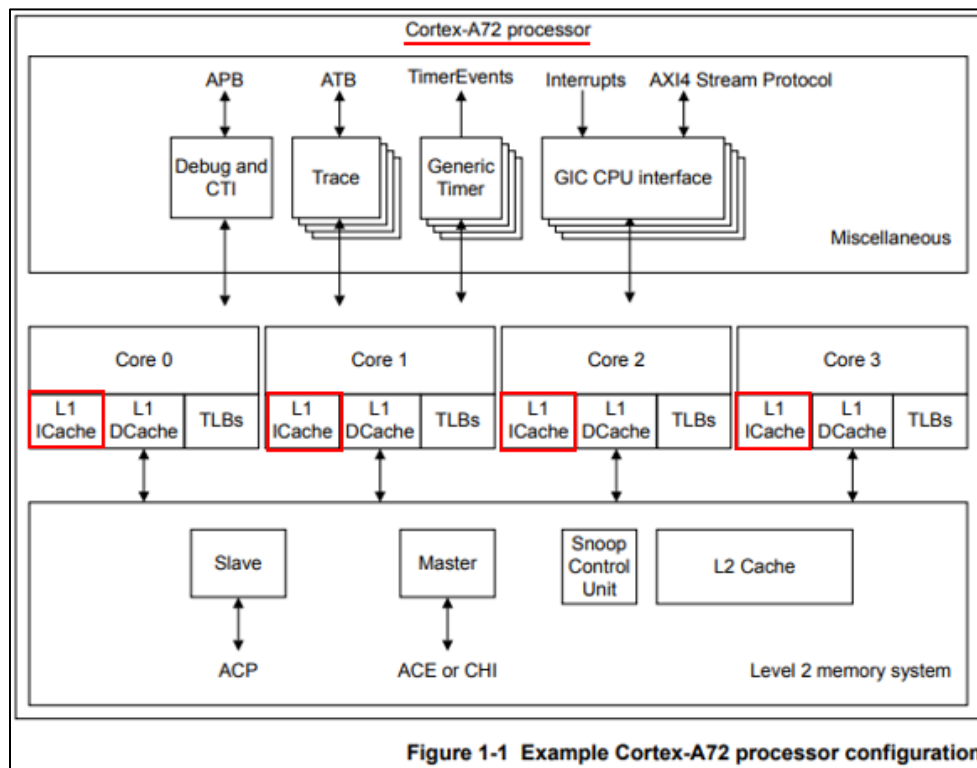 Cortex-A72 processor
APB ATB TimerEvents Interrupts AXI4 Stream Protocol
Debug and
CTI
Trace
Generic
Timer
GIC CPU interface
Miscellaneous
Core 0 Core 1 Core 2 Core 3
L1
ICache
L1
DCache
TLBs
L1
ICache
L1
DCache
TLBs
L1
ICache
L1
DCache
TLBs
L1
ICache
L1
DCache
TLBs
Slave
Master
Snoop
Control
Unit
L2 Cache
ACP ACE or CHI Level 2 memory system
Figure 1-1 Example Cortex-A72 processor configuration